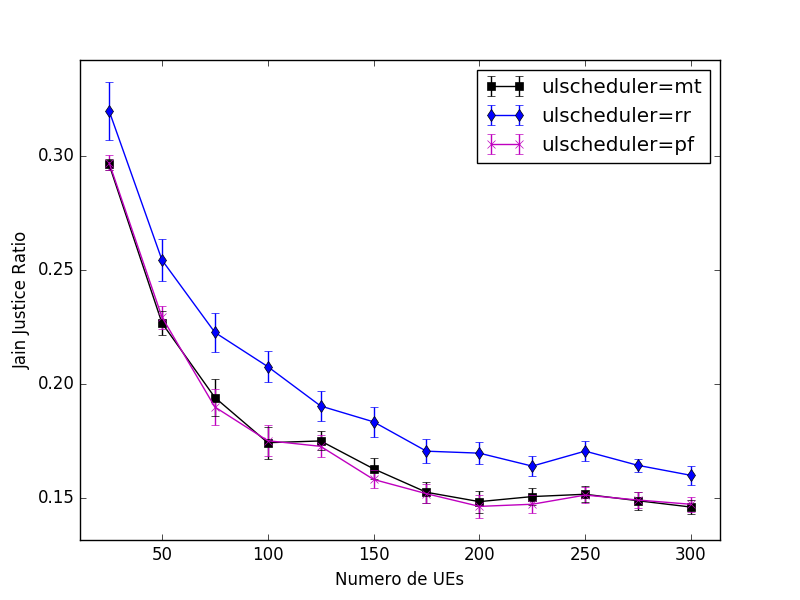 ulscheduler=mt
ulscheduler=rr
ulscheduler=pf
0.30
0.25
0.20
0.15
Jain Justice Ratio
50 100 150 200 250 300
Numero de UEs